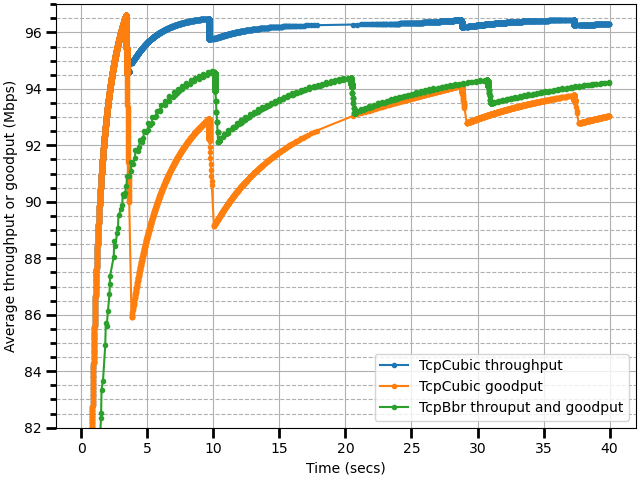 Average throughput or goodput (Mbps)
96
94
92
90
88
86
84
82
TcpCubic throughput
TcpCubic goodput
TcpBbr throuput and goodput
0 5 10 15 20 25 30 35 40
Time (secs)